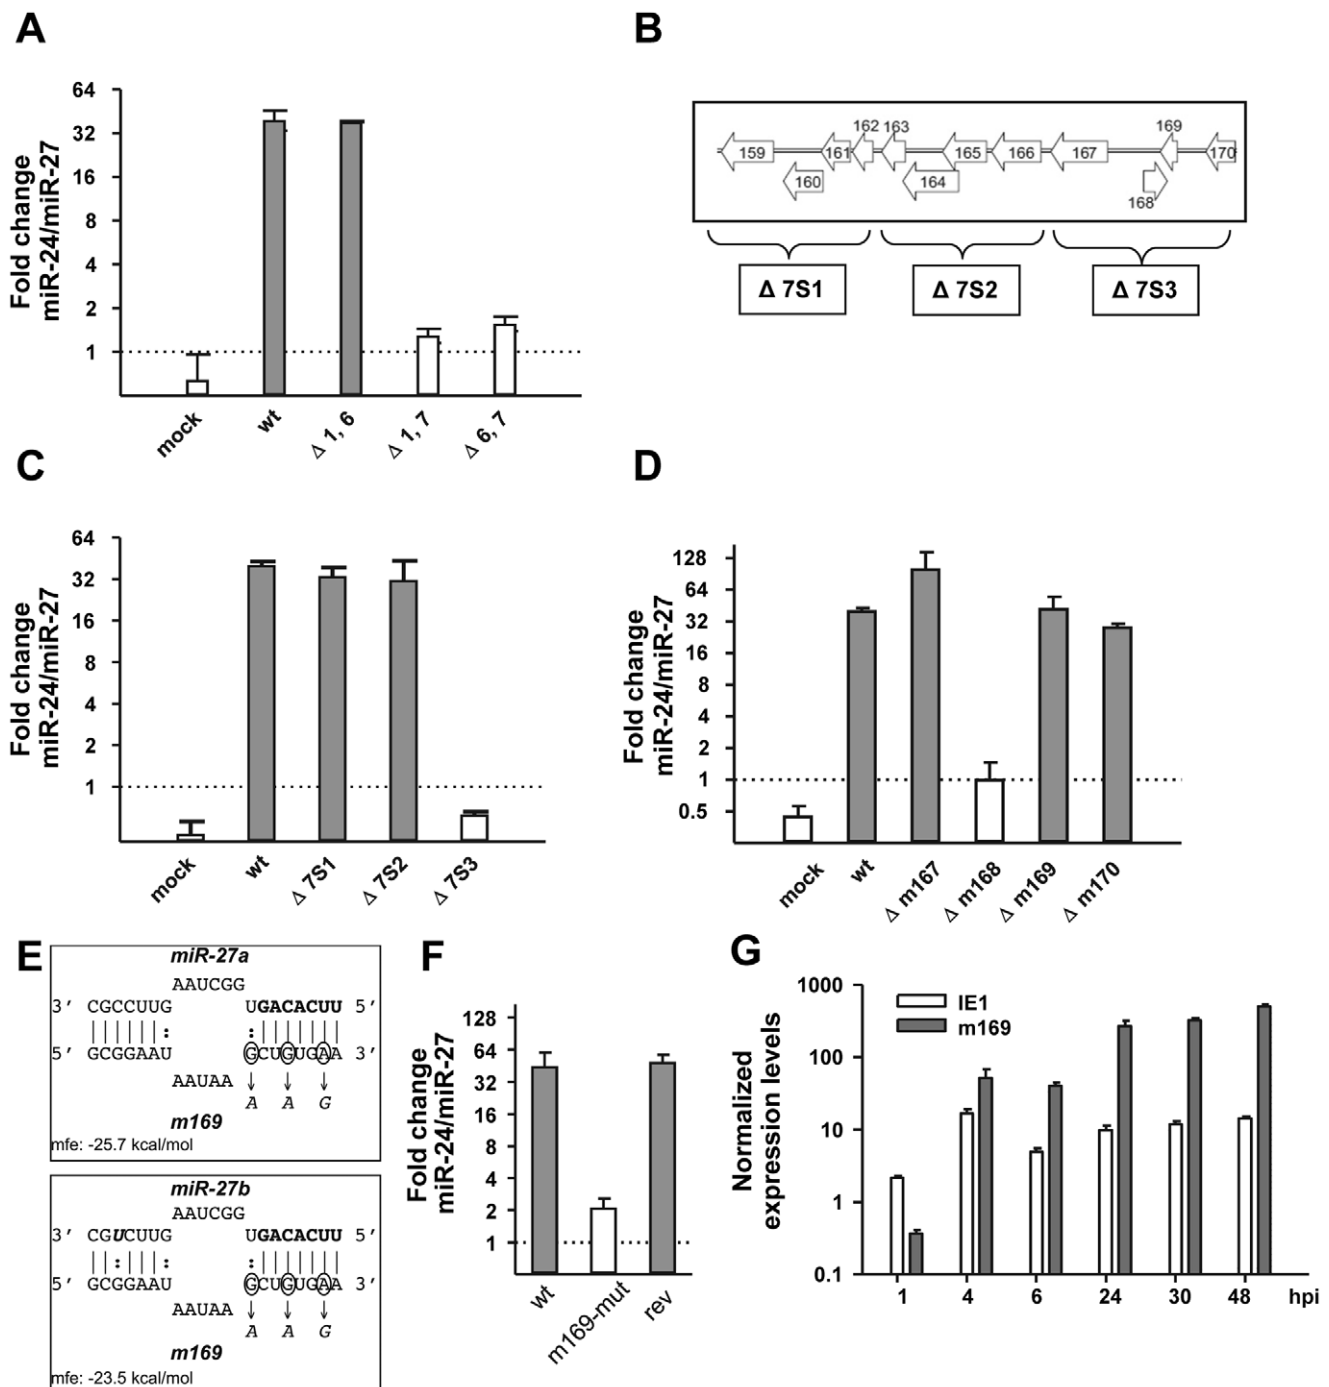 A
Fold change
miR-24/miR-27
64
32
16
8
4
2
1
mock
wt
Δ 1, 6
Δ 1, 7
Δ 6, 7
B
159
160
161
162
163
164
165
166
167
168
169
170
Δ 7S1
Δ 7S2
Δ 7S3
C
Fold change
miR-24/miR-27
64
32
16
8
4
2
1
mock
wt
Δ 7S1
Δ 7S2
Δ 7S3
D
Fold change
miR-24/miR-27
128
64
32
16
8
4
2
1
0.5
mock
wt
Δ m167
Δ m168
Δ m169
Δ m170
E
miR-27a
AAUCGG
3' CGCCUUG UGACACUU 5'
5' GCGGAAU GCUGUGAA 3'
AAUAA
A A G
m169
mfe: -25.7 kcal/mol
miR-27b
AAUCGG
3' CGUCUUG UGACACUU 5'
5' GCGGAAU GCUGUGAA 3'
AAUAA
A A G
m169
mfe: -23.5 kcal/mol
F
Fold change
miR-24/miR-27
128
64
32
16
8
4
2
1
wt
m169-mut
rev
G
Normalized
expression levels
1000
100
10
1
0.1
IE1
m169
1 4 6 24 30 48 hpi